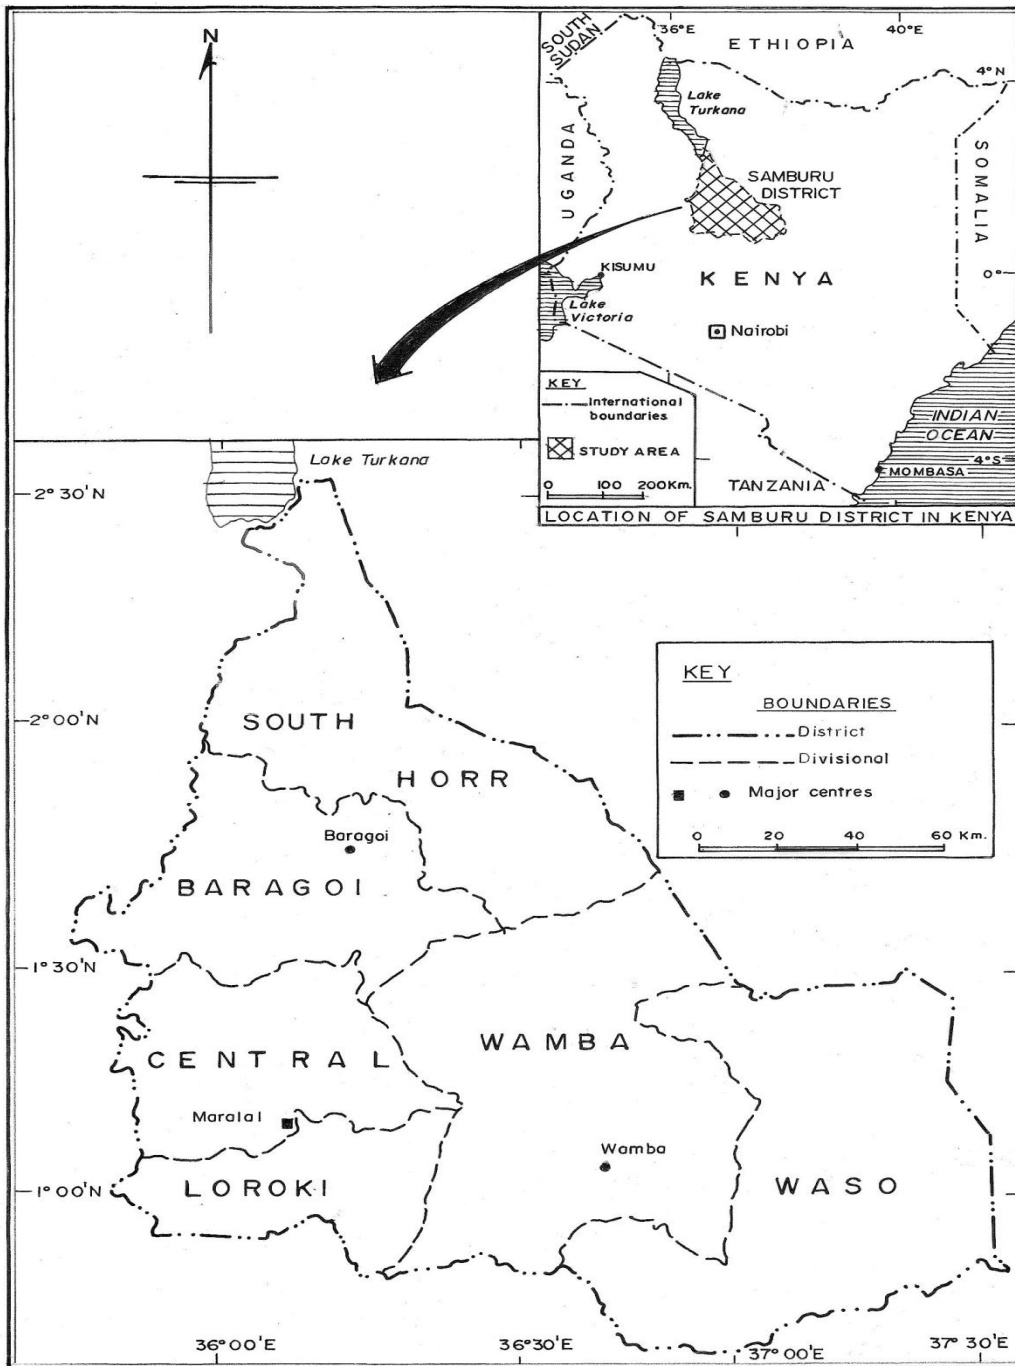 N
36°E
40°E
SOUTH
SUDAN
ETHIOPIA
4°N
Lake
Turkana
UGANDA
SOMALIA
SAMBURU
DISTRICT
KISUMU
KENYA
0°
Lake
Victoria
Nairobi
KEY
International
boundaries
STUDY AREA
0 100 200Km.
INDIAN
OCEAN
4°S
MOMBASA
TANZANIA
LOCATION OF SAMBURU DISTRICT IN KENYA
Lake Turkana
2°30'N
KEY
BOUNDARIES
District
Divisional
Major centres
0 20 40 60 Km.
2°00'N
SOUTH
HORR
Baragoi
BARAGOI
1°30'N
WAMBA
CENTRAL
Maralal
Wamba
1°00'N
LOROKI
WASO
36°00'E
36°30'E
37°00'E
37°30'E